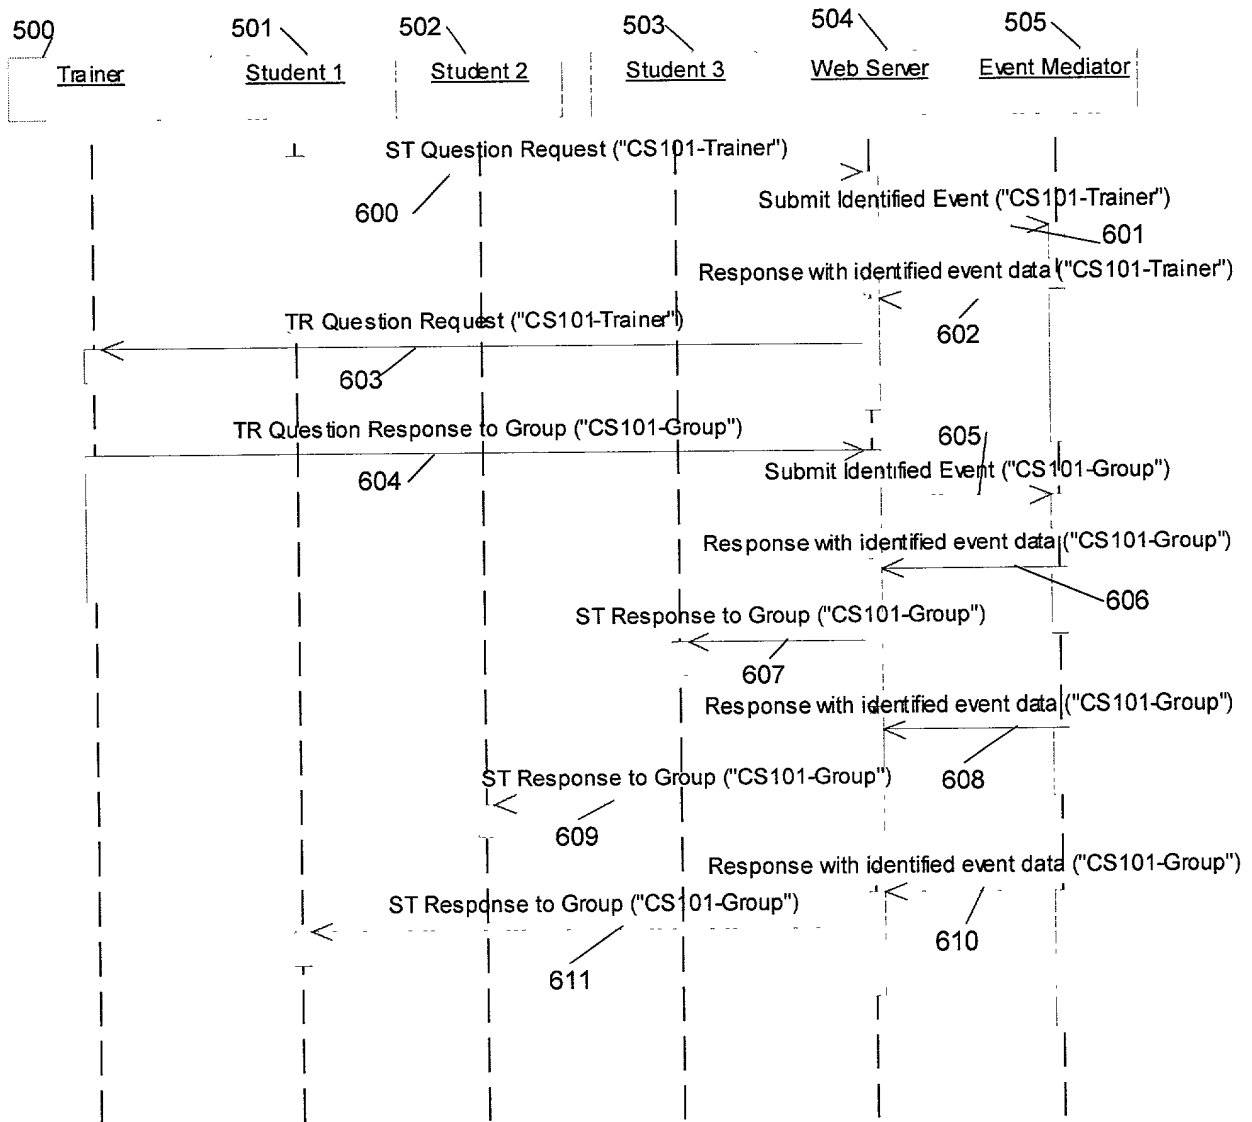 500
501
502
503
504
505
Trainer
Student 1
Student 2
Student 3
Web Server
Event Mediator
ST Question Request ("CS101-Trainer")
600
Submit Identified Event ("CS101-Trainer")
601
Response with identified event data ("CS101-Trainer")
602
TR Question Request ("CS101-Trainer")
603
TR Question Response to Group ("CS101-Group")
604
605
Submit Identified Event ("CS101-Group")
Response with identified event data ("CS101-Group")
606
ST Response to Group ("CS101-Group")
607
Response with identified event data ("CS101-Group")
608
ST Response to Group ("CS101-Group")
609
Response with identified event data ("CS101-Group")
610
ST Response to Group ("CS101-Group")
611